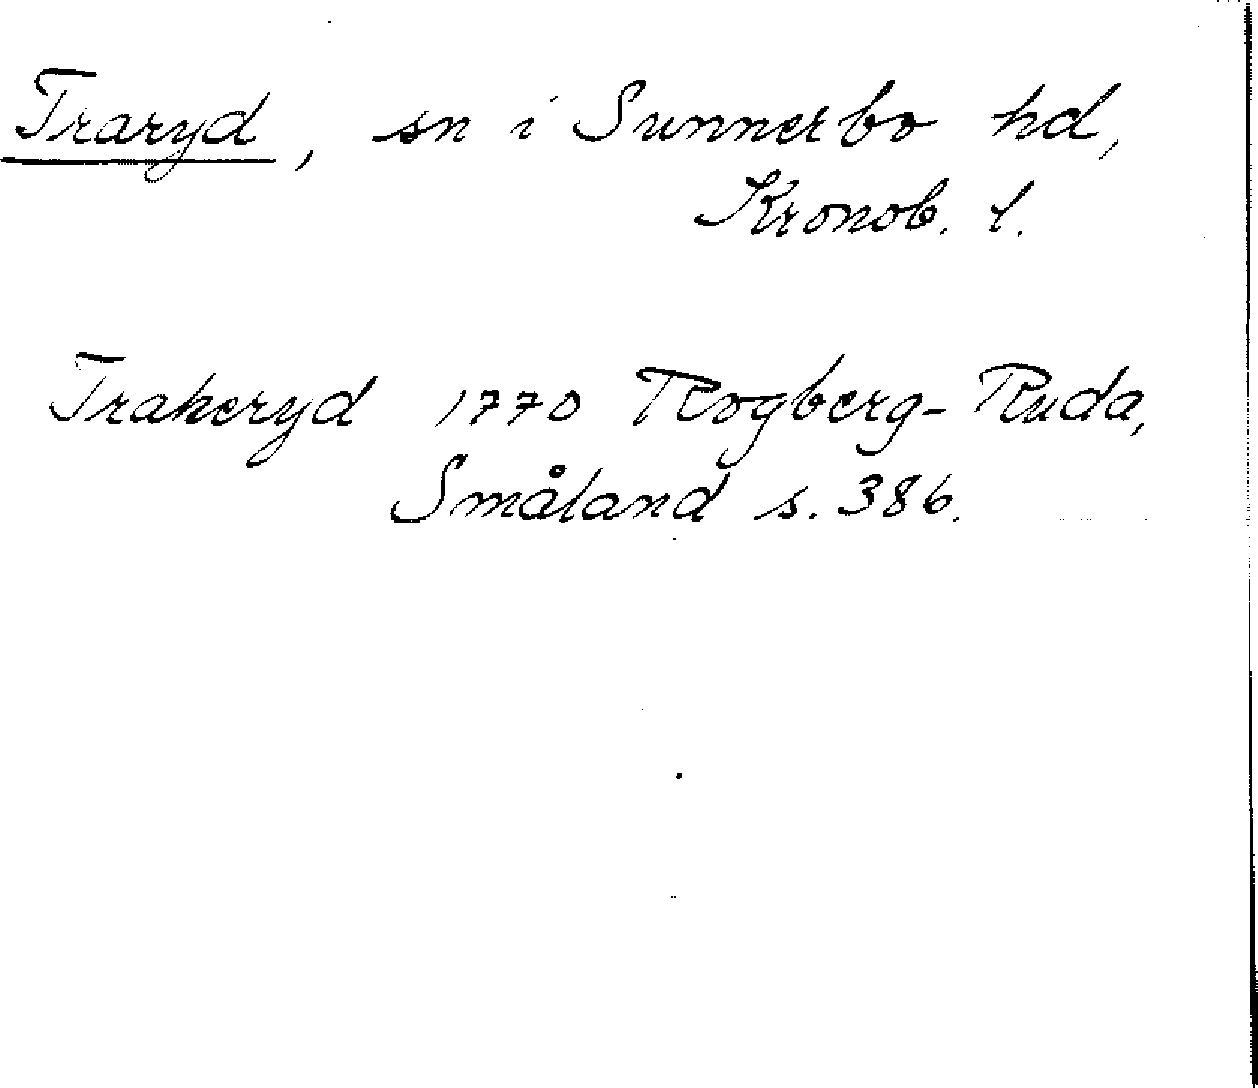 Traryd, sn i Sunnerbo hd,
Kronob. l.
Trakeryd 1770 Rogberg-Ruda,
Småland s. 386.